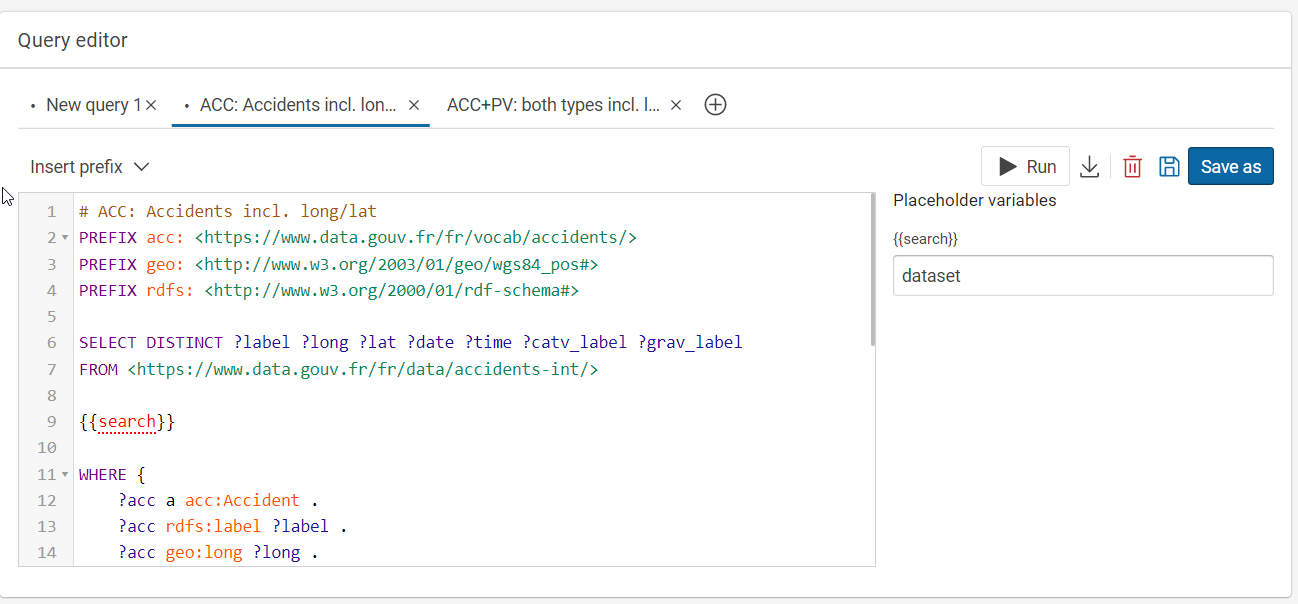 Query editor
• New query 1 × • ACC: Accidents incl. lon... × ACC+PV: both types incl. l... ×
Insert prefix Run Save as
Placeholder variables
{{search}}
dataset
1 # ACC: Accidents incl. long/lat
2 PREFIX acc: <https://www.data.gouv.fr/fr/vocab/accidents/>
3 PREFIX geo: <http://www.w3.org/2003/01/geo/wgs84_pos#>
4 PREFIX rdfs: <http://www.w3.org/2000/01/rdf-schema#>
5
6 SELECT DISTINCT ?label ?long ?lat ?date ?time ?catv_label ?grav_label
7 FROM <https://www.data.gouv.fr/fr/data/accidents-int/>
8
9 {{search}}
10
11 WHERE {
12 ?acc a acc:Accident .
13 ?acc rdfs:label ?label .
14 ?acc geo:long ?long .